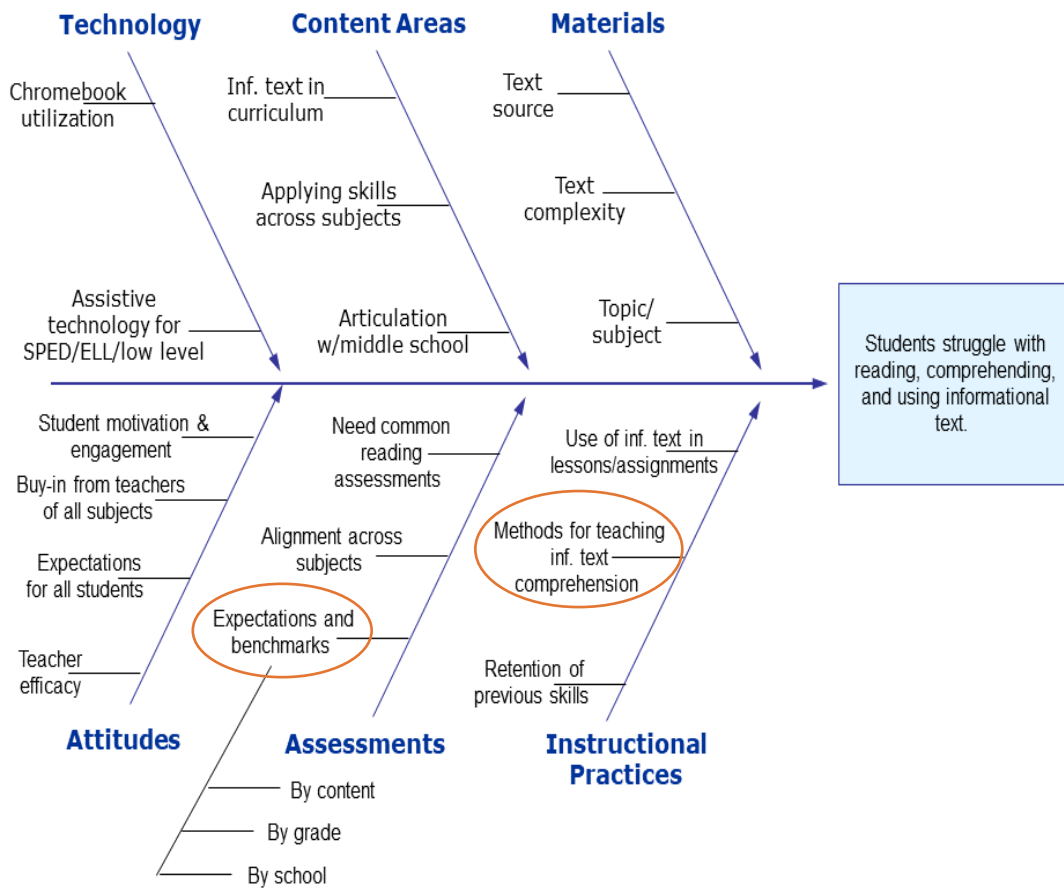 Technology
Content Areas
Materials
Chromebook
utilization
Inf. text in
curriculum
Text
source
Applying skills
across subjects
Text
complexity
Assistive
technology for
SPED/ELL/low level
Articulation
w/middle school
Topic/
subject
Students struggle with
reading, comprehending,
and using informational
text.
Student motivation &
engagement
Buy-in from teachers
of all subjects
Expectations
for all students
Teacher
efficacy
Attitudes
Need common
reading
assessments
Alignment across
subjects
Expectations and
benchmarks
By content
By grade
By school
Assessments
Use of inf. text in
lessons/assignments
Methods for teaching
inf. text
comprehension
Retention of
previous skills
Instructional
Practices